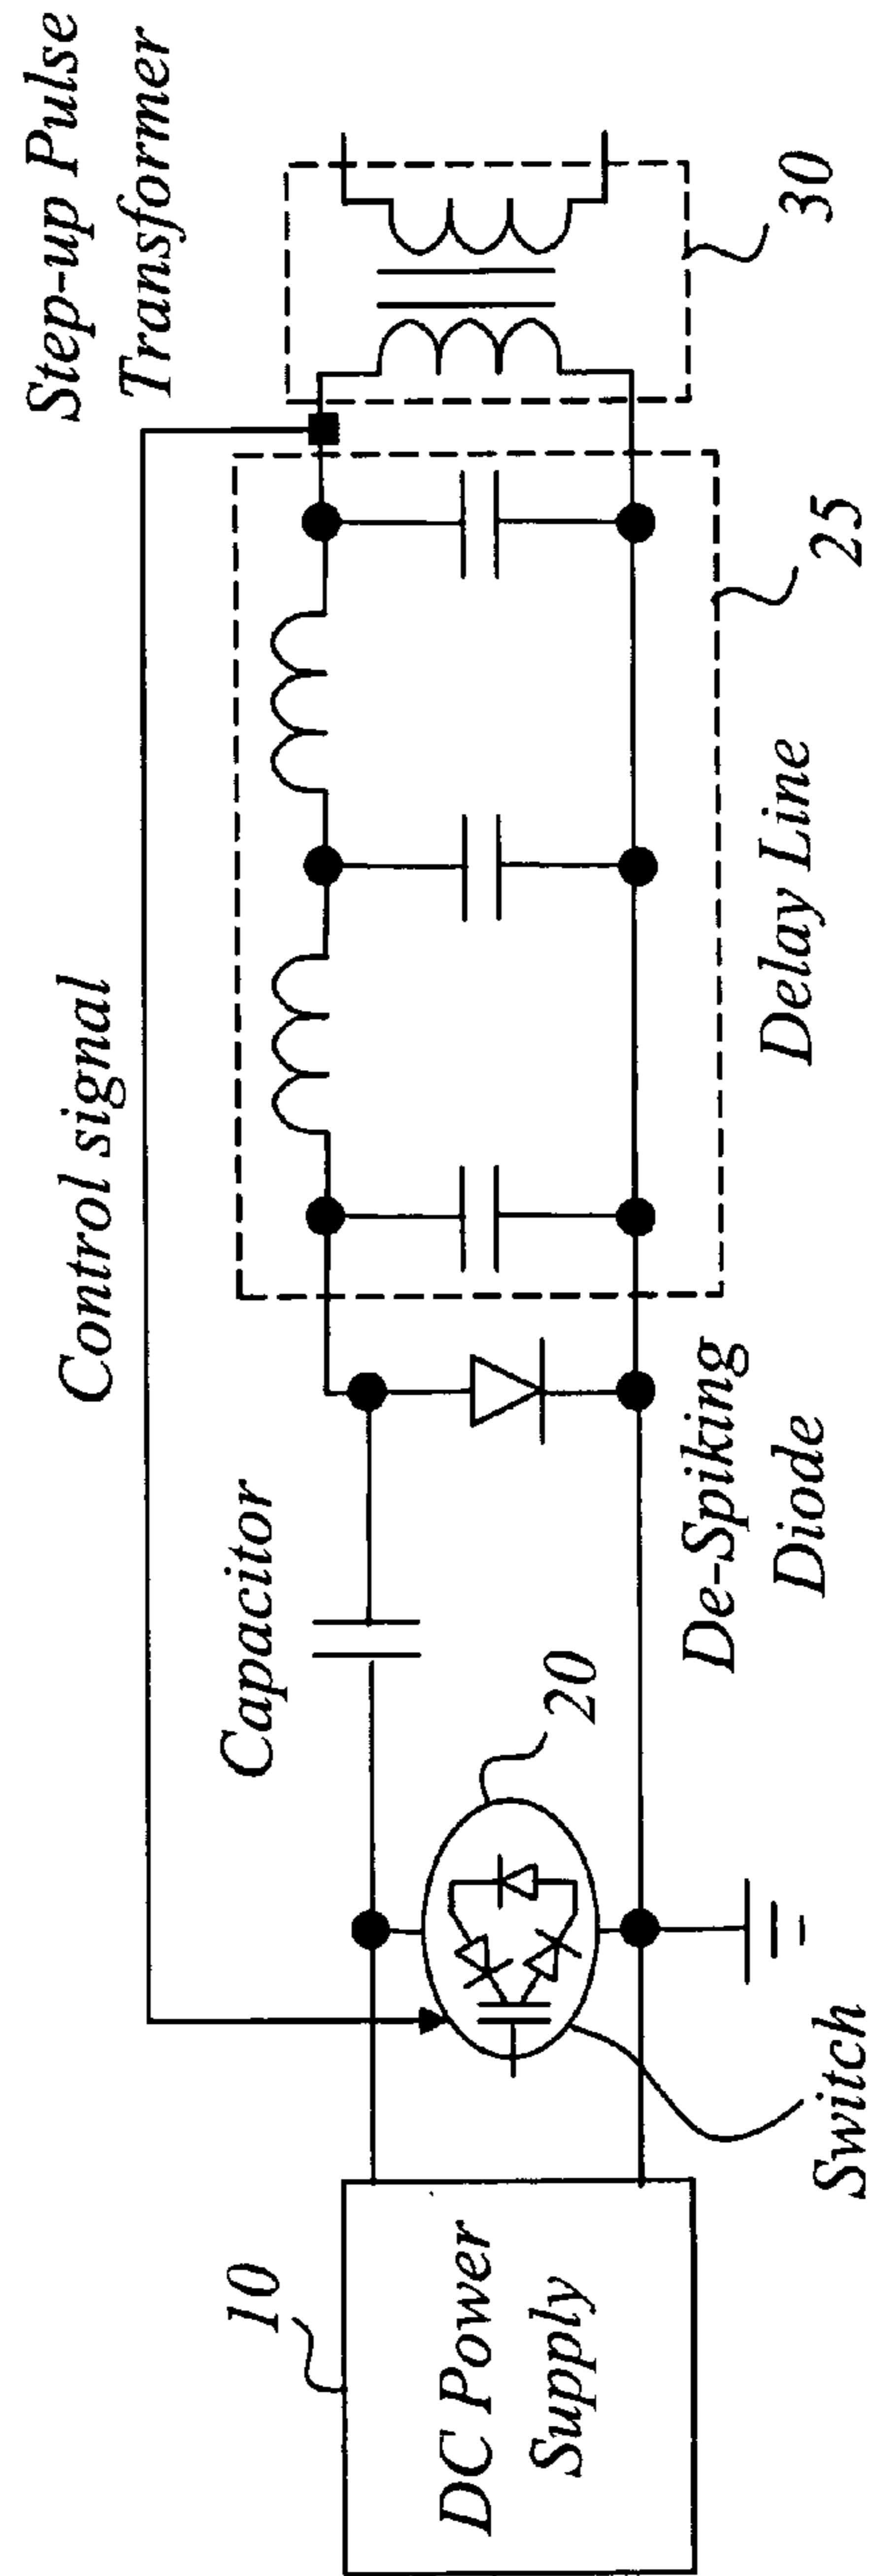 Step-up Pulse
Transformer
Control signal
Capacitor
10
DC Power
Supply
20
Switch
De-Spiking
Diode
Delay Line
25
30